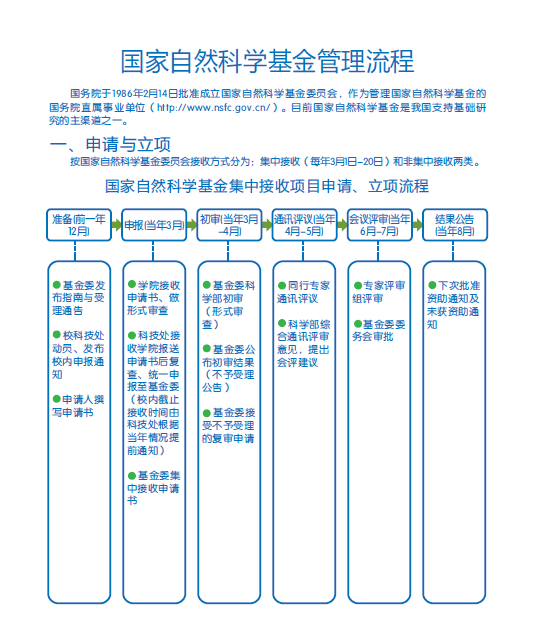 国家自然科学基金管理流程
国务院于1986年2月14日批准成立国家自然科学基金委员会，作为管理国家自然科学基金的
国务院直属事业单位（http://www.nsfc.gov.cn/）。目前国家自然科学基金是我国支持基础研
究的主渠道之一。
一、申请与立项
按国家自然科学基金委员会接收方式分为：集中接收（每年3月1日-20日）和非集中接收两类。
国家自然科学基金集中接收项目申请、立项流程
准备(前一年
12月)
申报(当年3月)
初审(当年3月
-4月)
通讯评议(当年
4月-5月)
会议评审(当年
6月-7月)
结果公告
(当年8月)
基金委发
布指南与受
理通告
校科技处
动员、发布
校内申报通
知
申请人撰
写申请书
学院接收
申请书、做
形式审查
科技处接
收学院报送
申请书后复
查、统一申
报至基金委
（校内截止
接收时间由
科技处根据
当年情况提
前通知）
基金委集
中接收申请
书
基金委科
学部初审
（形式审
查）
基金委公
布初审结果
（不予受理
公告）
基金委接
受不予受理
的复审申请
同行专家
通讯评议
科学部综
合通讯评审
意见，提出
会评建议
专家评审
组评审
基金委委
务会审批
下次批准
资助通知及
未获资助通
知